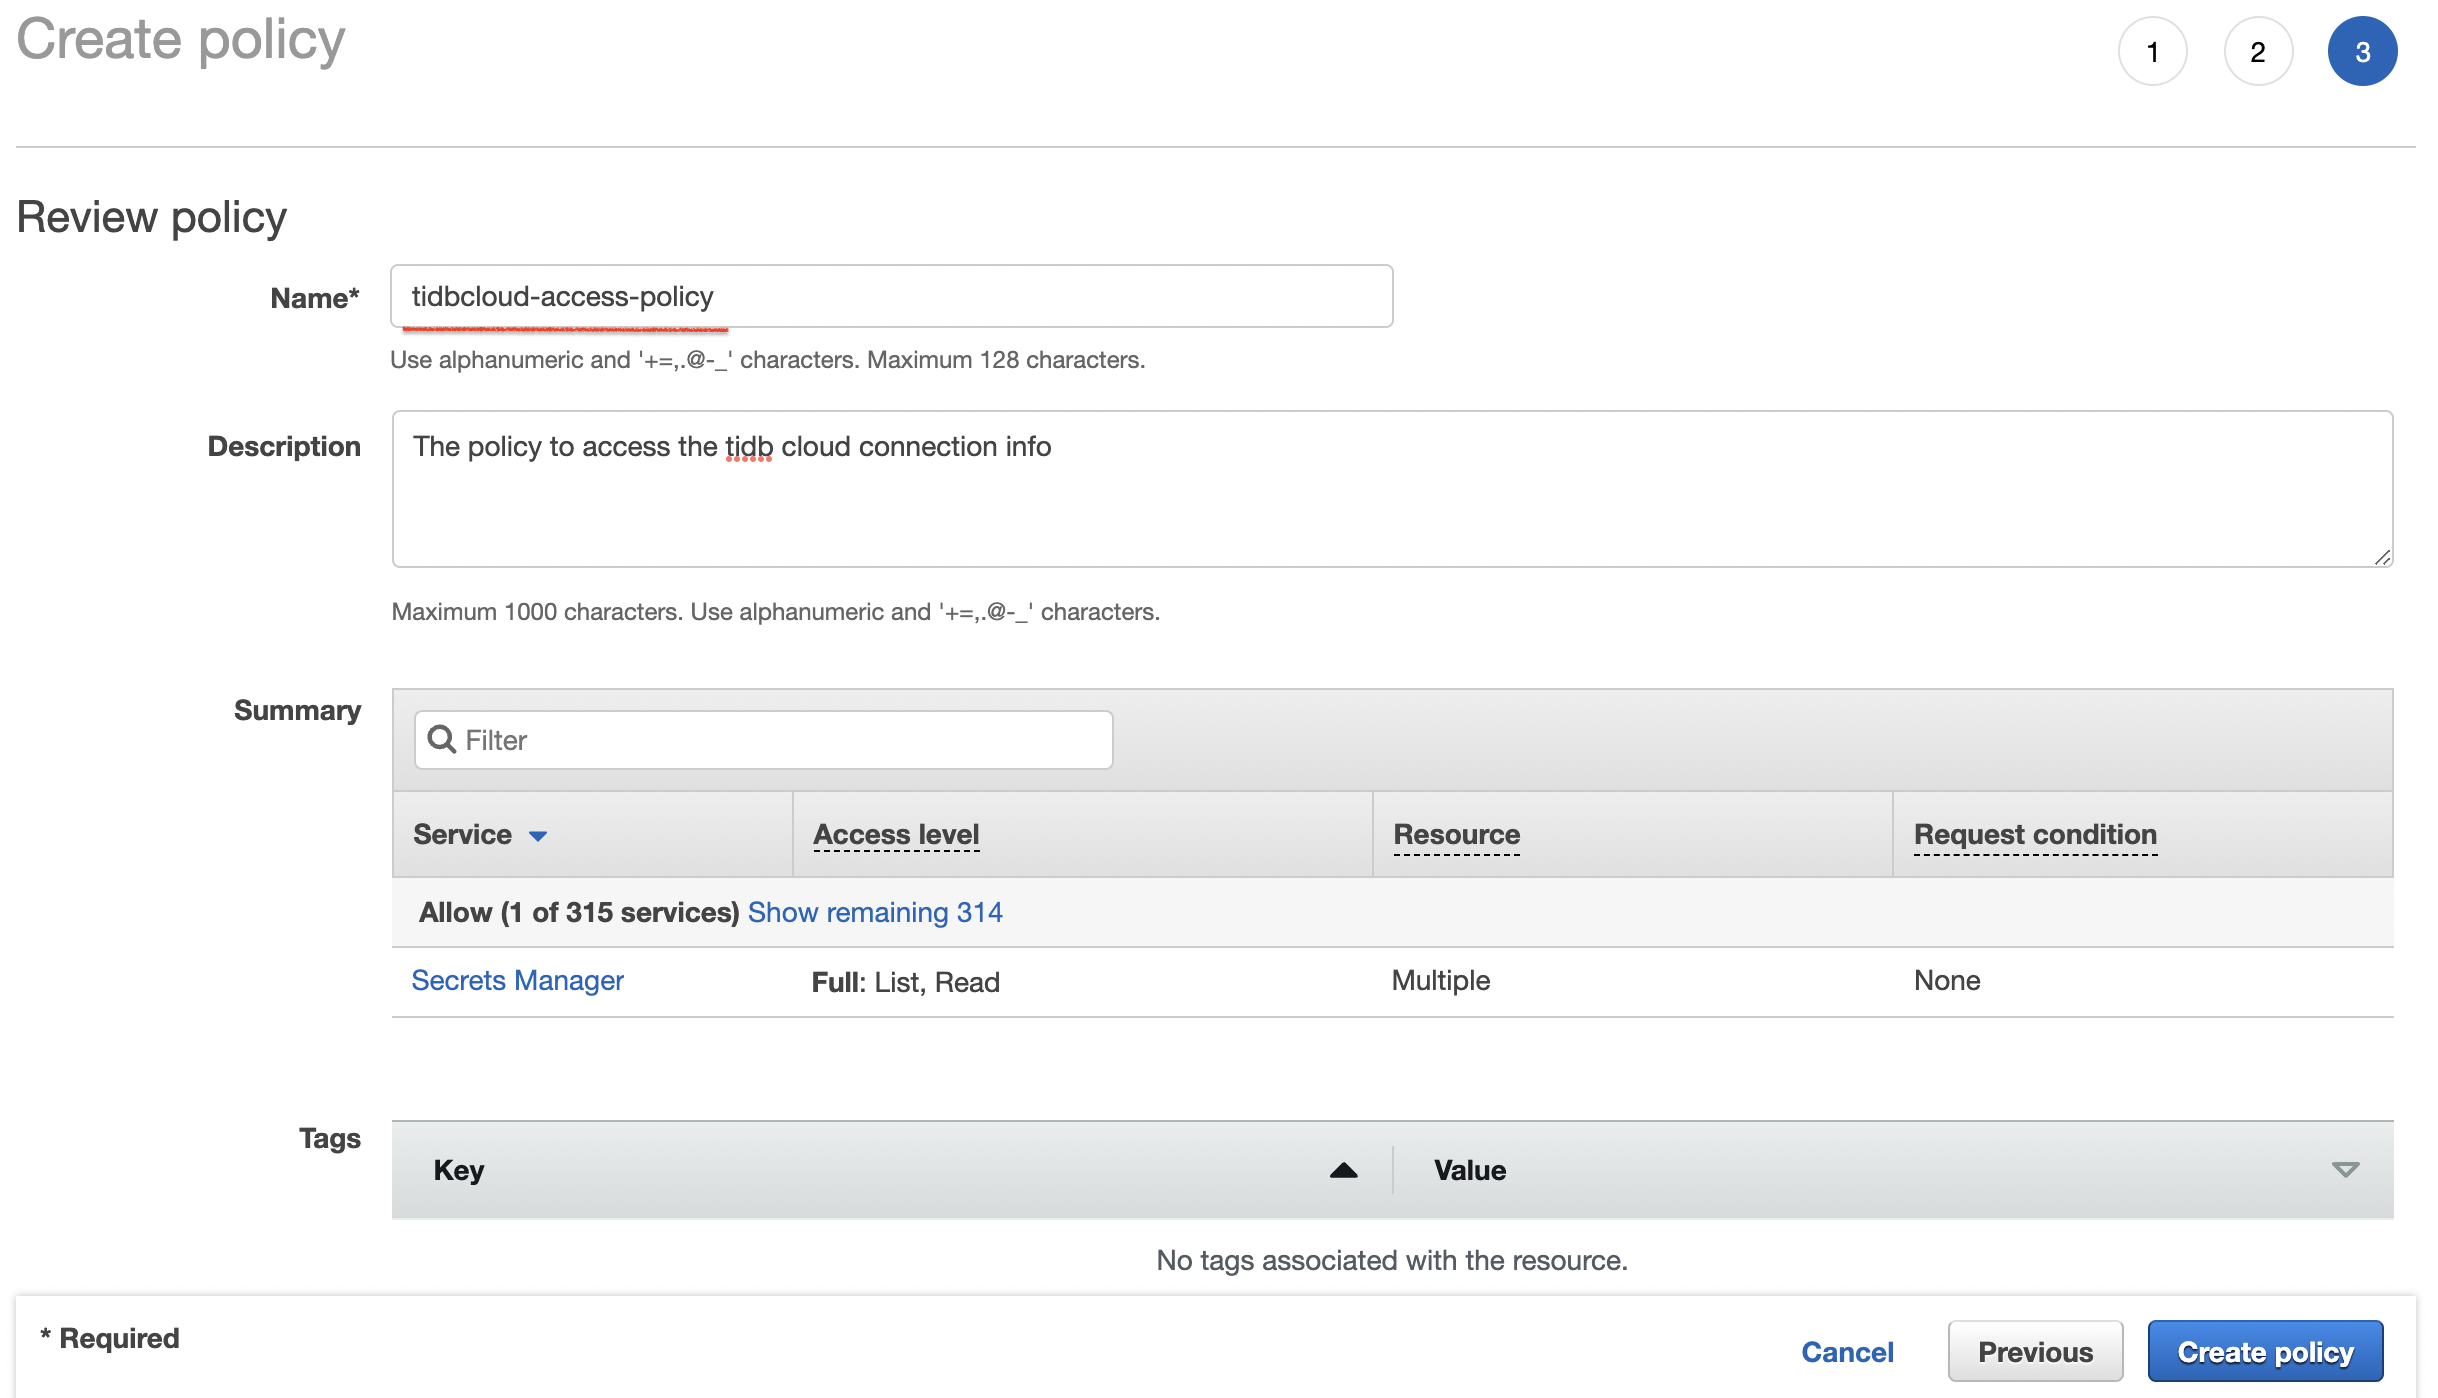 Create policy
1 2 3
Review policy
Name* tidbcloud-access-policy
Use alphanumeric and '+=,.@-_' characters. Maximum 128 characters.
Description The policy to access the tidb cloud connection info
Maximum 1000 characters. Use alphanumeric and '+=,.@-_' characters.
Summary
Filter
Service Access level Resource Request condition
Allow (1 of 315 services) Show remaining 314
Secrets Manager Full: List, Read Multiple None
Tags
Key Value
No tags associated with the resource.
* Required Cancel Previous Create policy